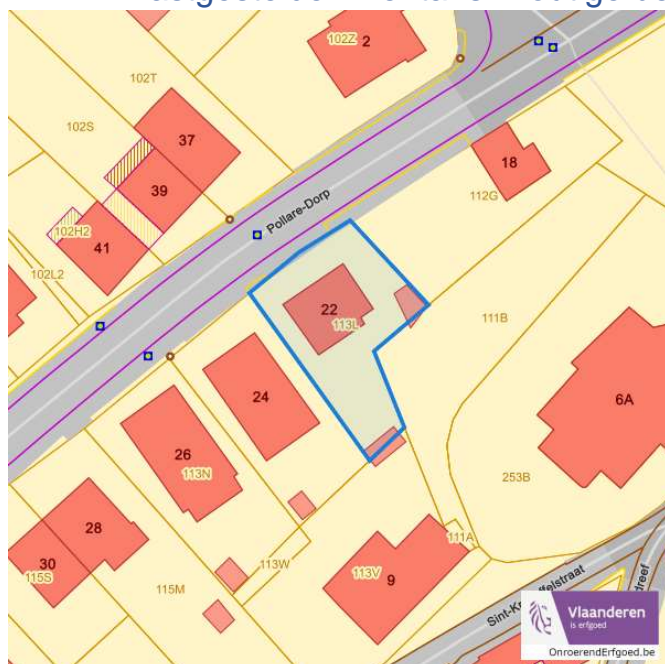 102Z
2
102T
102S
37
39
18
112G
Pollare-Dorp
102H2
41
102L2
22
113L
111B
24
6A
26
113N
253B
28
111A
30
113W
113V
9
115S
115M
Vlaanderen
is erfgoed
OnroerendErfgoed.be